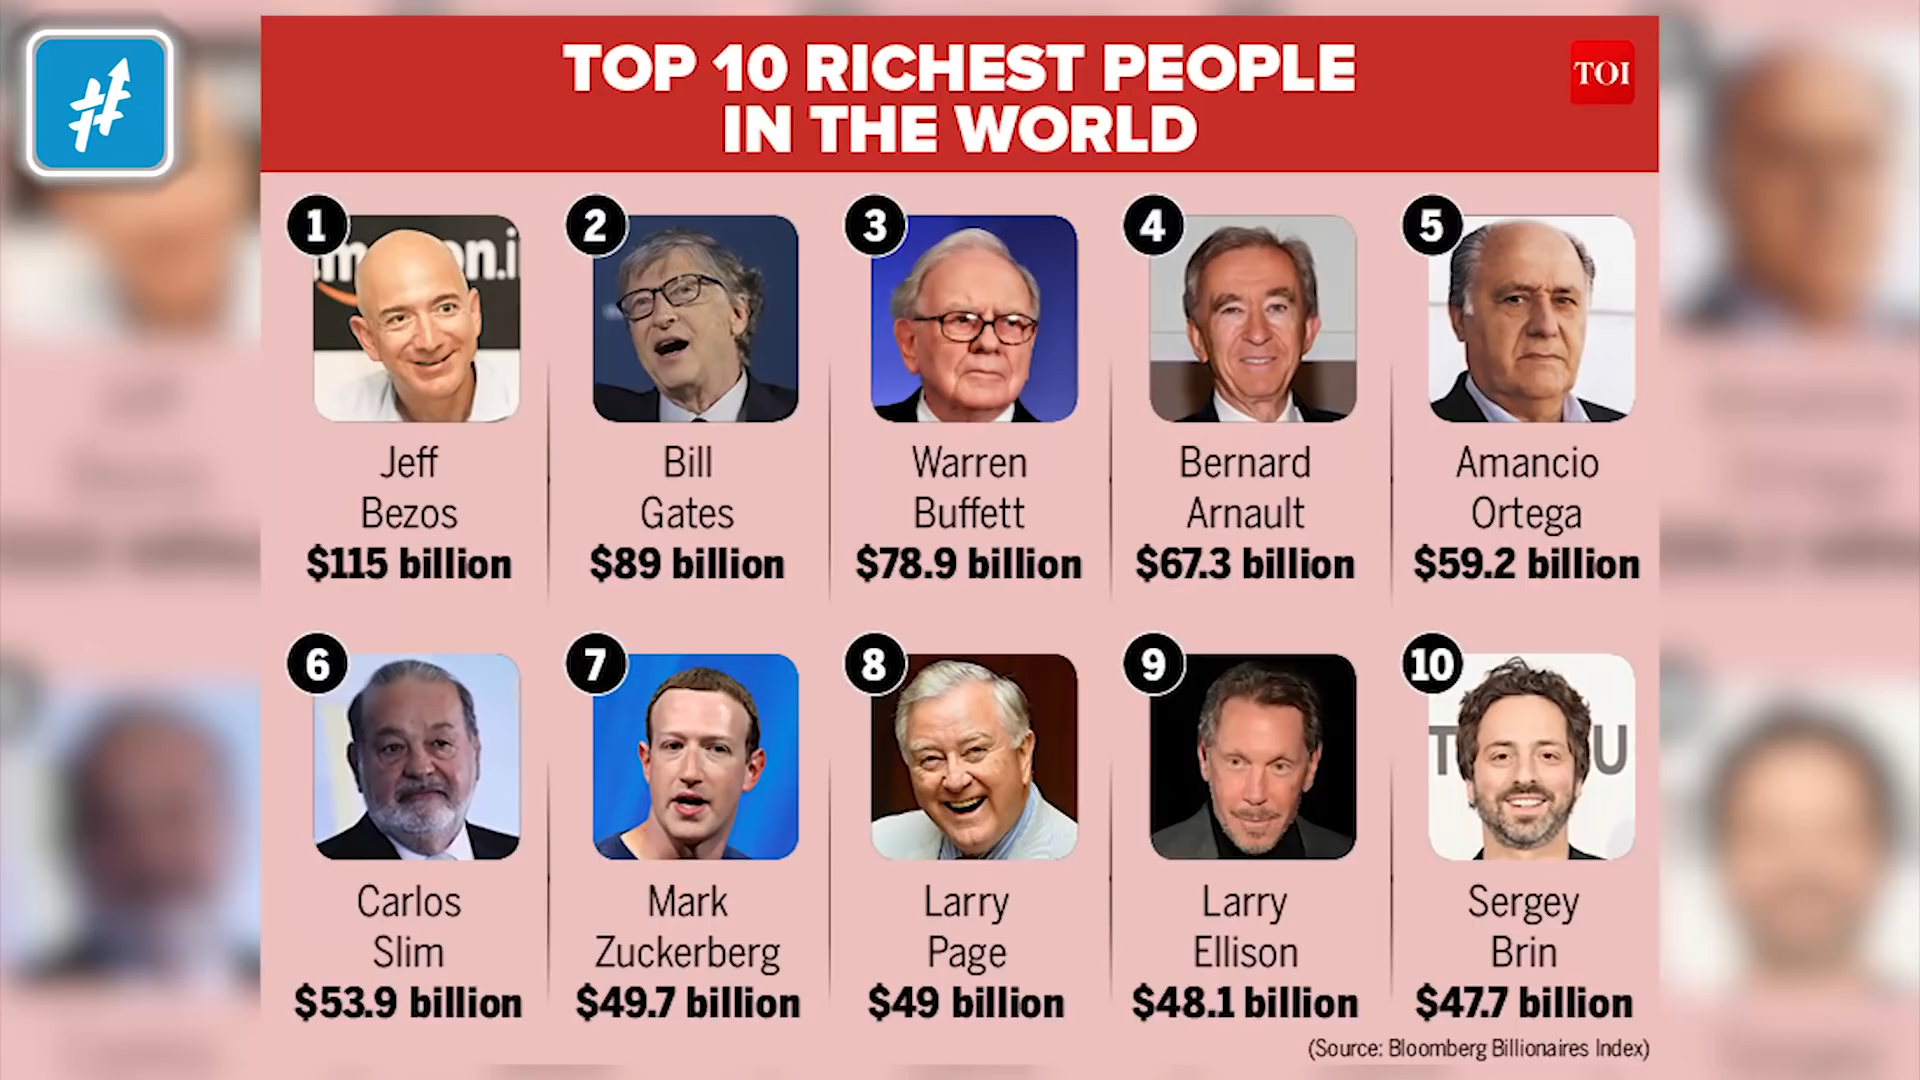 TOP 10 RICHEST PEOPLE
IN THE WORLD
TOI
1
Jeff
Bezos
$115 billion
2
Bill
Gates
$89 billion
3
Warren
Buffett
$78.9 billion
4
Bernard
Arnault
$67.3 billion
5
Amancio
Ortega
$59.2 billion
6
Carlos
Slim
$53.9 billion
7
Mark
Zuckerberg
$49.7 billion
8
Larry
Page
$49 billion
9
Larry
Ellison
$48.1 billion
10
Sergey
Brin
$47.7 billion
(Source: Bloomberg Billionaires Index)